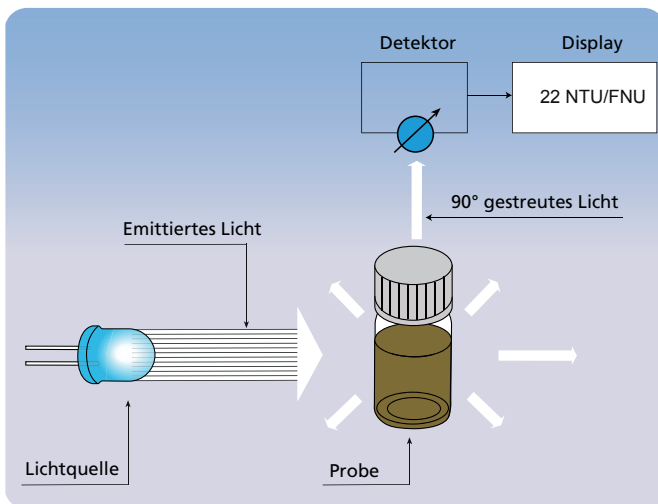 Detektor
Display
22 NTU/FNU
90° gestreutes Licht
Emittiertes Licht
Lichtquelle
Probe